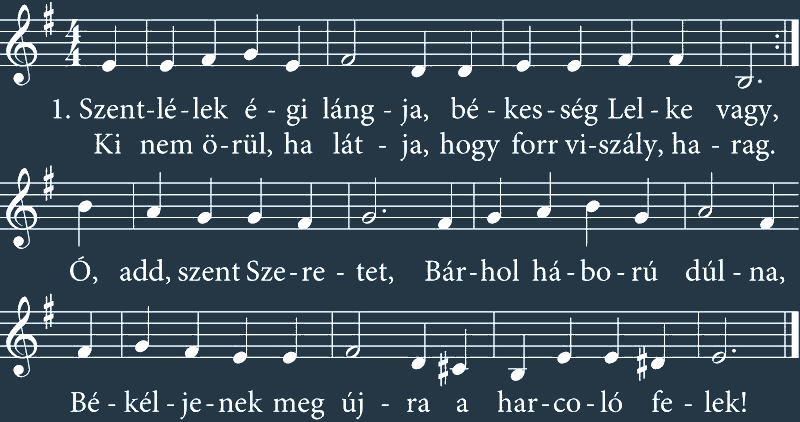 1. Szent-lé-lek é - gi láng - ja, bé - kes-ség Lel - ke vagy,
Ki nem ö-rül, ha lát - ja, hogy forr vi-szály, ha - rag.
Ó, add, szent Sze-re - tet, Bár-hol há-bo-rú dúl - na,
Bé - kél-je-nek meg új - ra a har-co-ló fe - lek!